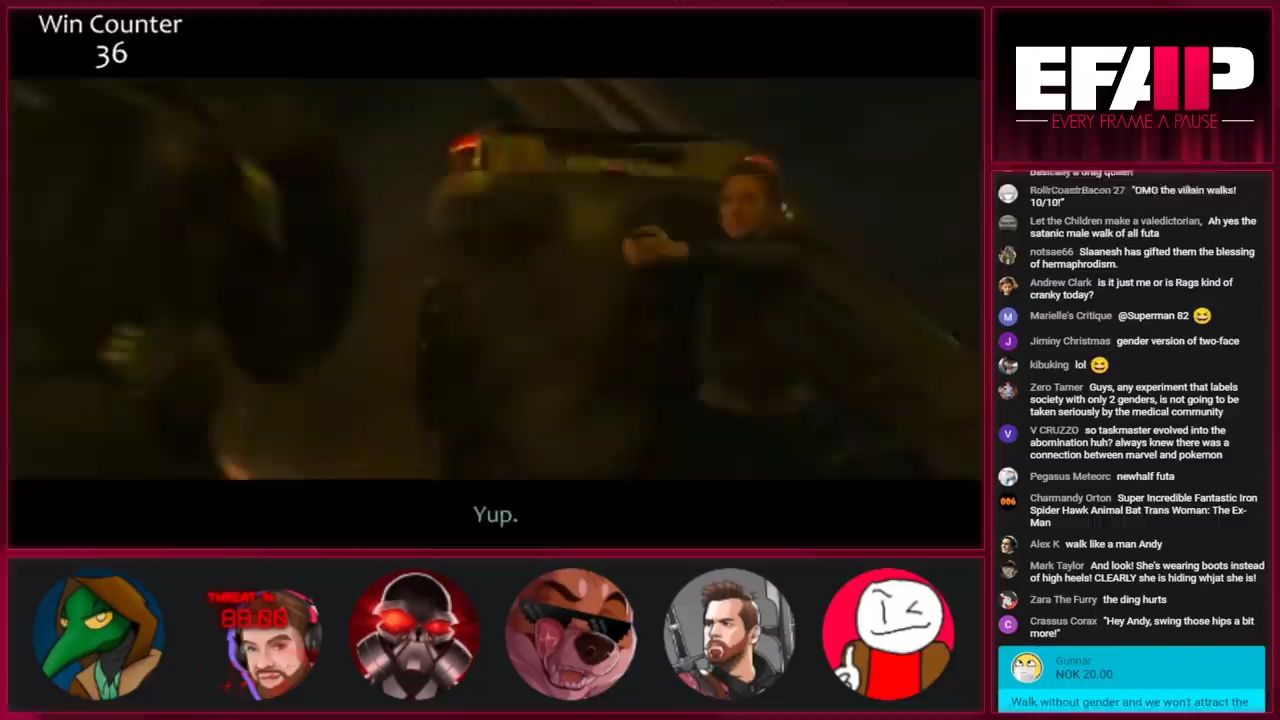 Win Counter
36
Yup.
THREAT %
88.00
EFAP
EVERY FRAME A PAUSE
basically a drag queen
RollrCoastrBacon 27 "OMG the villain walks!
10/10!"
Let the Children make a valedictorian, Ah yes the
satanic male walk of all futa
notsae66 Slaanesh has gifted them the blessing
of hermaphrodism.
Andrew Clark is it just me or is Rags kind of
cranky today?
M Marielle's Critique @Superman 82 😆
J Jiminy Christmas gender version of two-face
kibuking lol 😆
Zero Tamer Guys, any experiment that labels
society with only 2 genders, is not going to be
taken seriously by the medical community
V V CRUZZO so taskmaster evolved into the
abomination huh? always knew there was a
connection between marvel and pokemon
Pegasus Meteorc newhalf futa
006 Charmandy Orton Super Incredible Fantastic Iron
Spider Hawk Animal Bat Trans Woman: The Ex-
Man
Alex K walk like a man Andy
Mark Taylor And look! She's wearing boots instead
of high heels! CLEARLY she is hiding whjat she is!
Zara The Furry the ding hurts
C Crassus Corax "Hey Andy, swing those hips a bit
more!"
Gunnar
NOK 20.00
Walk without gender and we won't attract the